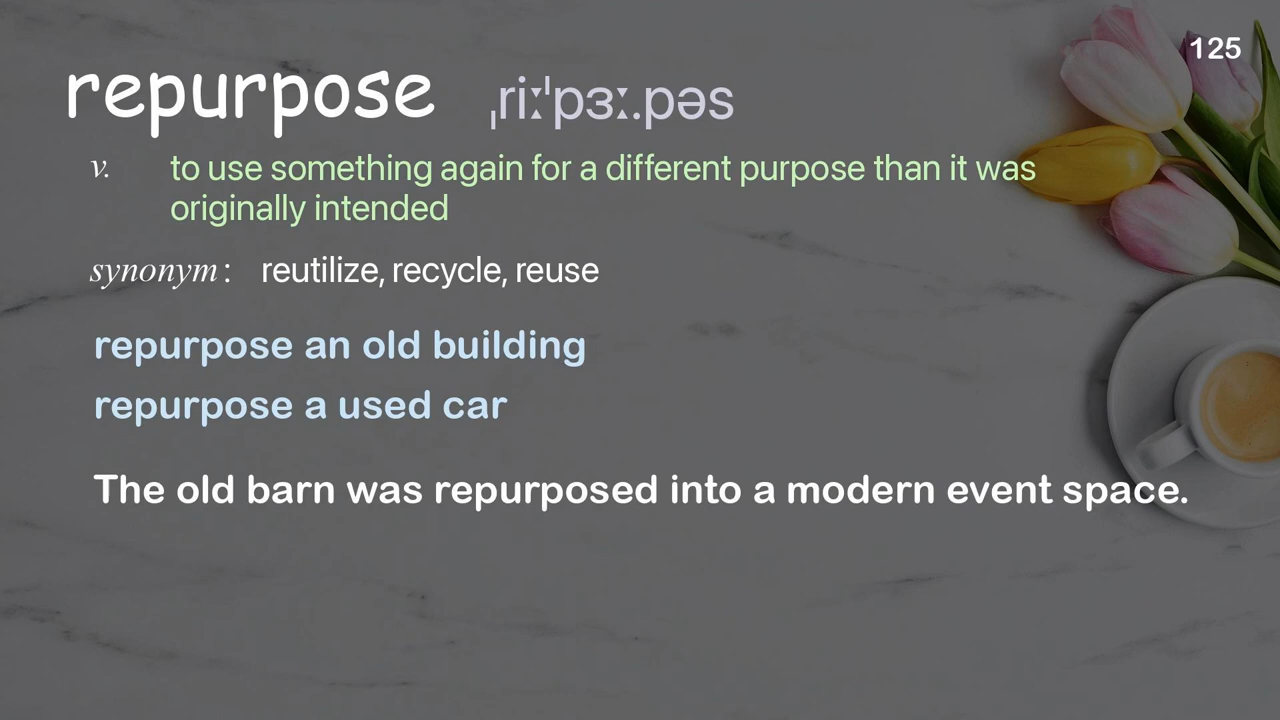 125
repurpose ˌriːˈpɜː.pəs
v. to use something again for a different purpose than it was
originally intended
synonym: reutilize, recycle, reuse
repurpose an old building
repurpose a used car
The old barn was repurposed into a modern event space.